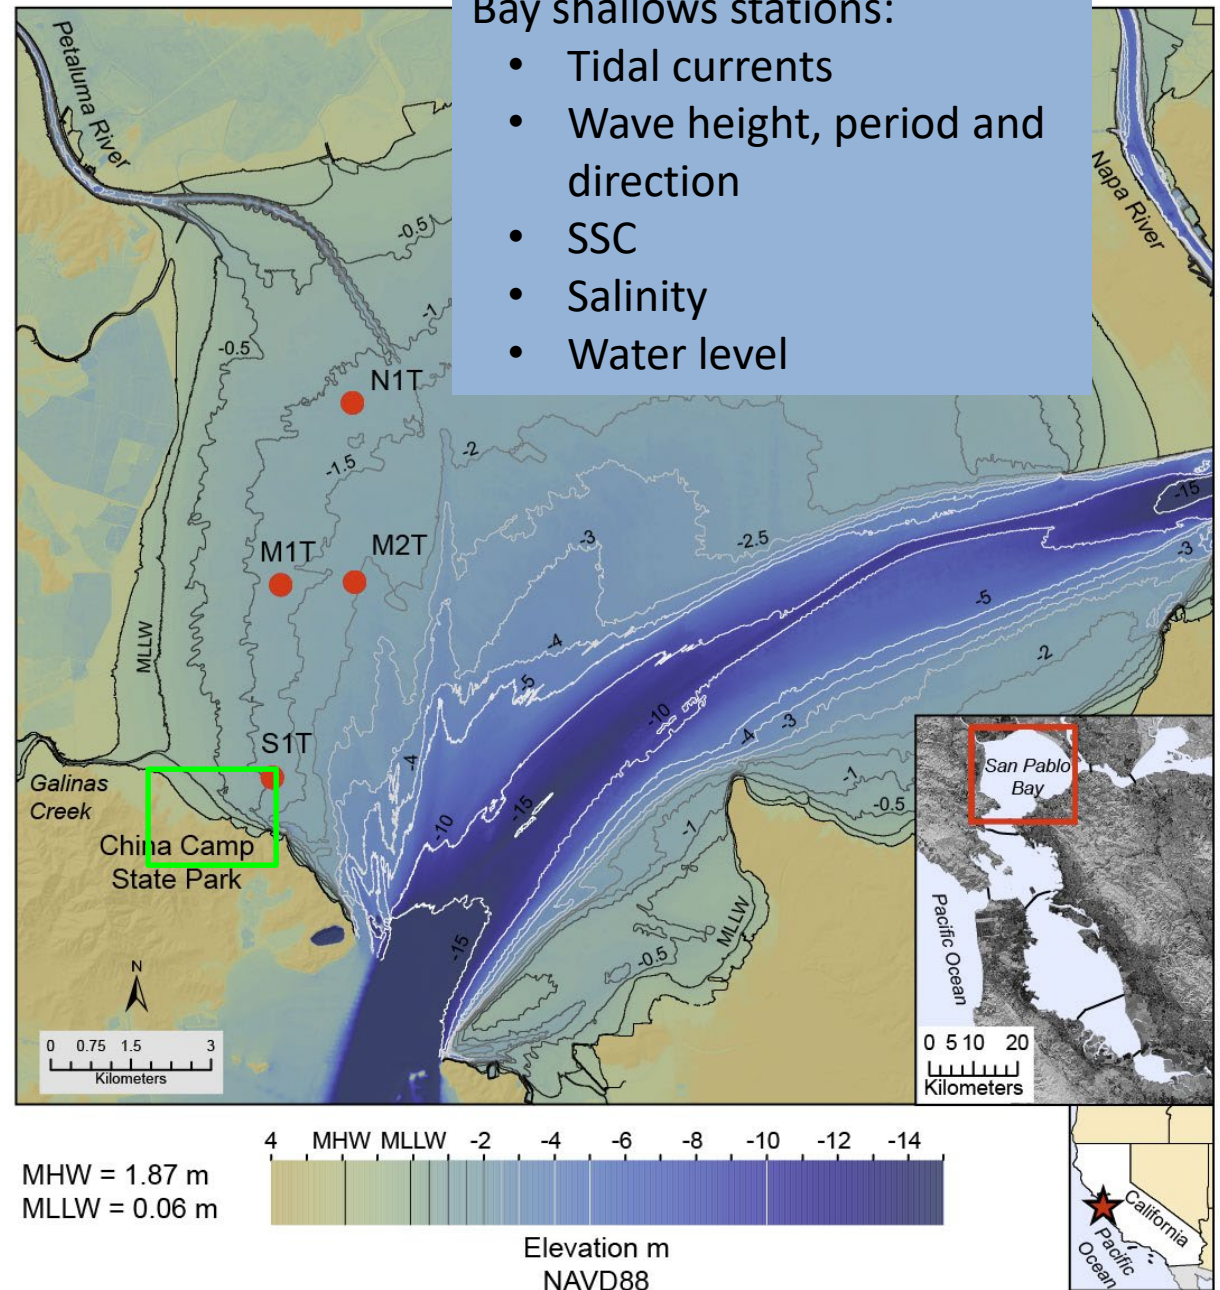 Bay shallows stations:
• Tidal currents
• Wave height, period and
direction
• SSC
• Salinity
• Water level
Petaluma River
Napa River
-0.5
-1
-0.5
N1T
-1.5
-2
-15
M1T
M2T
-3
-2.5
-3
-5
MLLW
-4
-5
-2
-10
-4
-3
S1T
-4
Galinas
Creek
-15
-10
-1
-1
-0.5
China Camp
State Park
MLLW
-15
-0.5
N
0 0.75 1.5 3
Kilometers
San Pablo
Bay
Pacific Ocean
0 5 10 20
Kilometers
4 MHW MLLW -2 -4 -6 -8 -10 -12 -14
MHW = 1.87 m
MLLW = 0.06 m
Elevation m
NAVD88
California
Pacific
Ocean